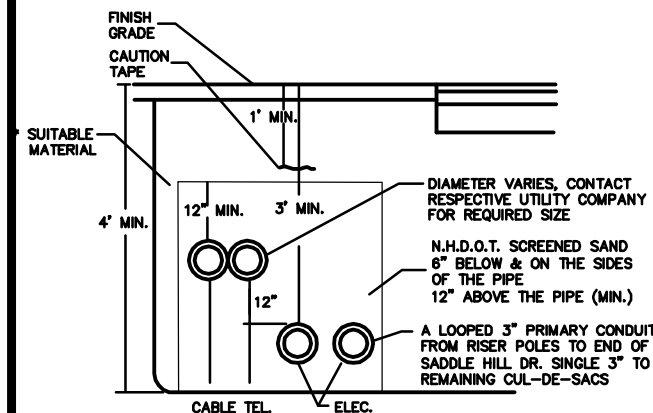 FINISH
GRADE
CAUTION
TAPE
1' MIN.
SUITABLE
MATERIAL
4' MIN.
12" MIN.
3' MIN.
DIAMETER VARIES, CONTACT
RESPECTIVE UTILITY COMPANY
FOR REQUIRED SIZE
N.H.D.O.T. SCREENED SAND
6" BELOW & ON THE SIDES
OF THE PIPE
12" ABOVE THE PIPE (MIN.)
12"
A LOOPED 3" PRIMARY CONDUIT
FROM RISER POLES TO END OF
SADDLE HILL DR. SINGLE 3" TO
REMAINING CUL-DE-SACS
CABLE TEL.
ELEC.